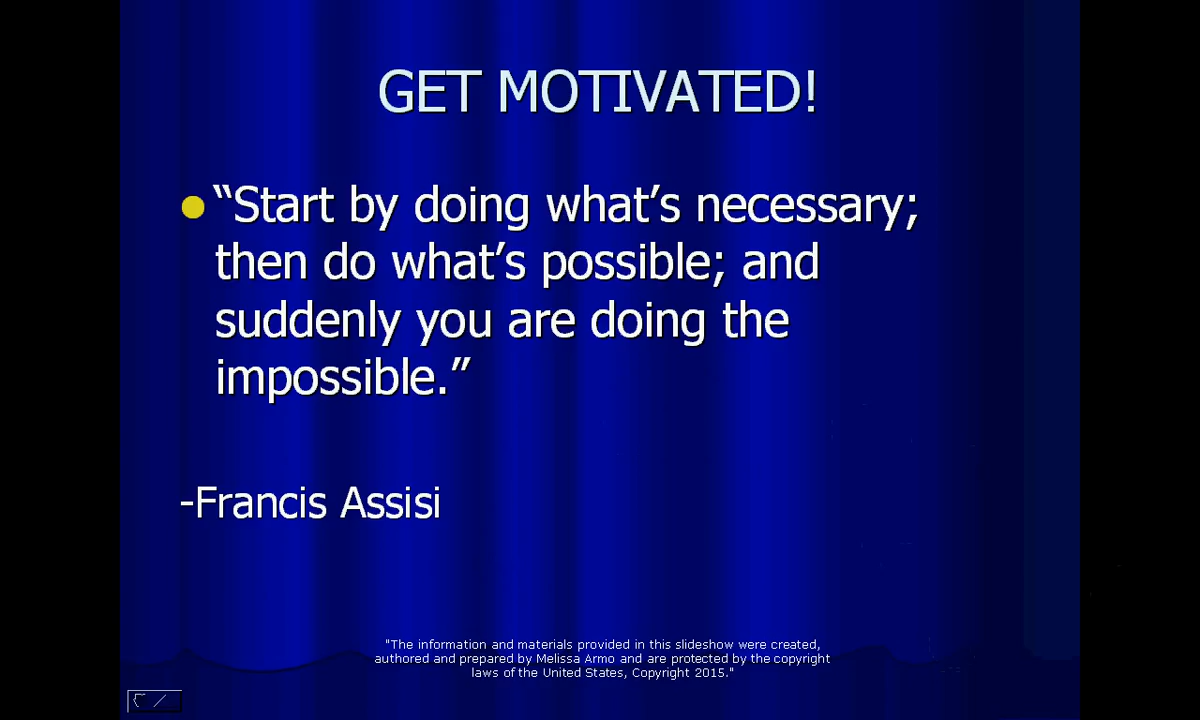 GET MOTIVATED!
“Start by doing what’s necessary;
then do what’s possible; and
suddenly you are doing the
impossible.”
-Francis Assisi
"The information and materials provided in this slideshow were created,
authored and prepared by Melissa Armo and are protected by the copyright
laws of the United States, Copyright 2015."